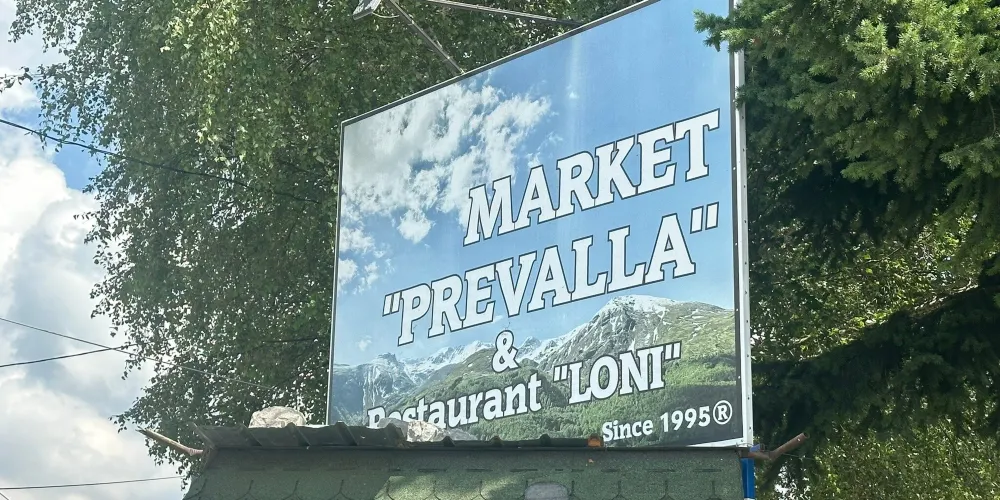 MARKET
"PREVALLA"
&
Restaurant "LONI"
Since 1995®